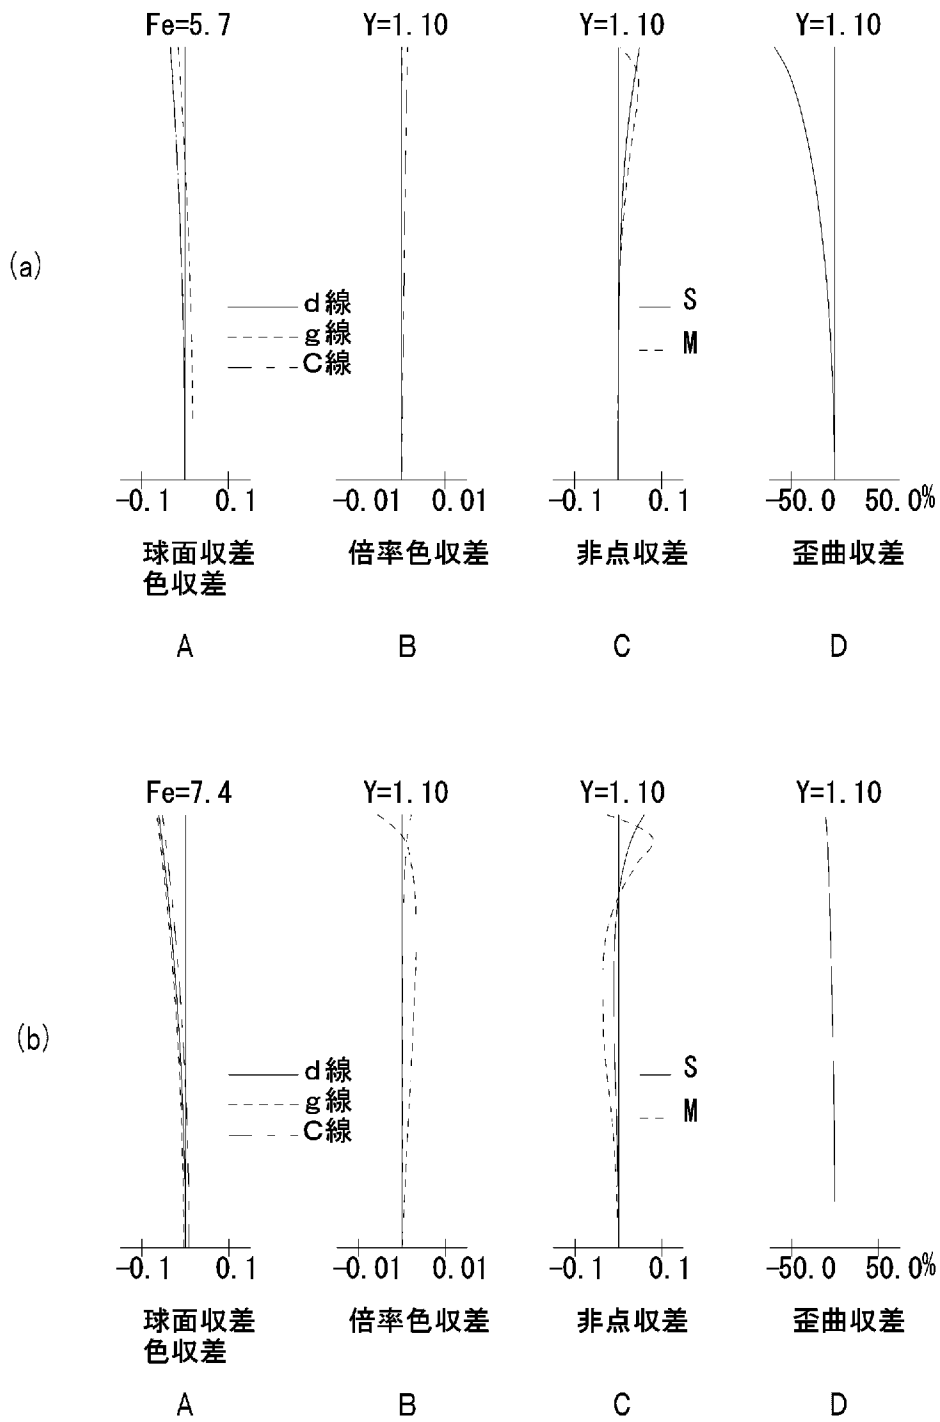 Fe=5.7 Y=1.10 Y=1.10 Y=1.10
(a)
d線 S
g線 M
C線
-0.1 0.1 -0.01 0.01 -0.1 0.1 -50.0 50.0%
球面収差 倍率色収差 非点収差 歪曲収差
色収差
A B C D
Fe=7.4 Y=1.10 Y=1.10 Y=1.10
(b)
d線 S
g線 M
C線
-0.1 0.1 -0.01 0.01 -0.1 0.1 -50.0 50.0%
球面収差 倍率色収差 非点収差 歪曲収差
色収差
A B C D